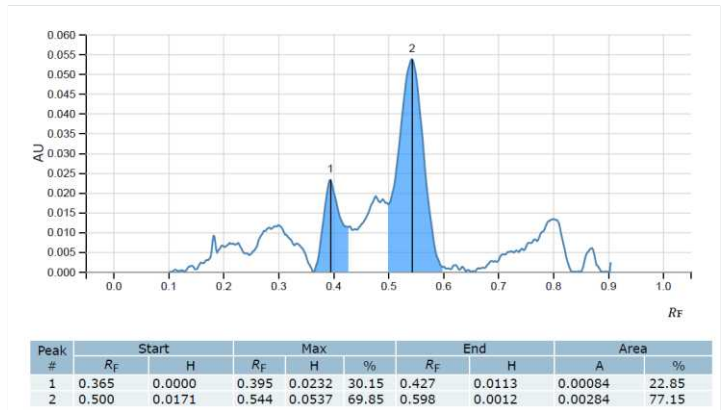 0.060
0.055
0.050
0.045
0.040
0.035
0.030
0.025
0.020
0.015
0.010
0.005
0.000
AU
1
2
0.0 0.1 0.2 0.3 0.4 0.5 0.6 0.7 0.8 0.9 1.0
RF
Peak Start Max End Area
# RF H RF H % RF H A %
1 0.365 0.0000 0.395 0.0232 30.15 0.427 0.0113 0.00084 22.85
2 0.500 0.0171 0.544 0.0537 69.85 0.598 0.0012 0.00284 77.15